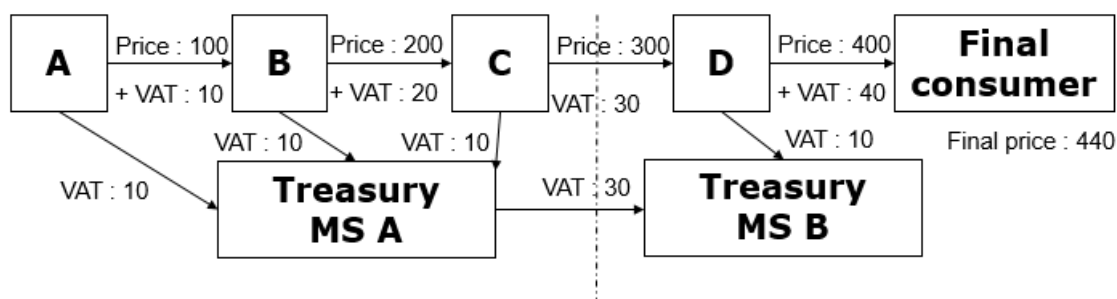 A
Price : 100
+ VAT : 10
B
Price : 200
+ VAT : 20
C
Price : 300
VAT : 30
D
Price : 400
+ VAT : 40
Final
consumer
Final price : 440
VAT : 10
VAT : 10
VAT : 10
VAT : 10
Treasury
MS A
VAT : 30
Treasury
MS B